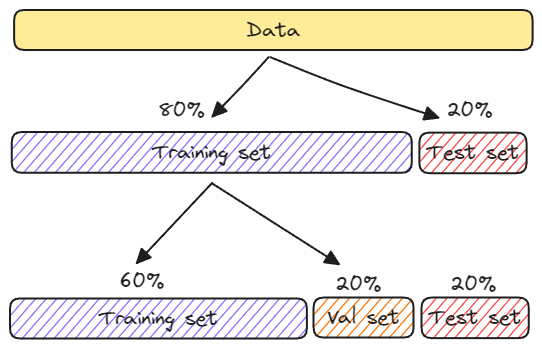 Data
80%
20%
Training set
Test set
60%
20%
20%
Training set
Val set
Test set